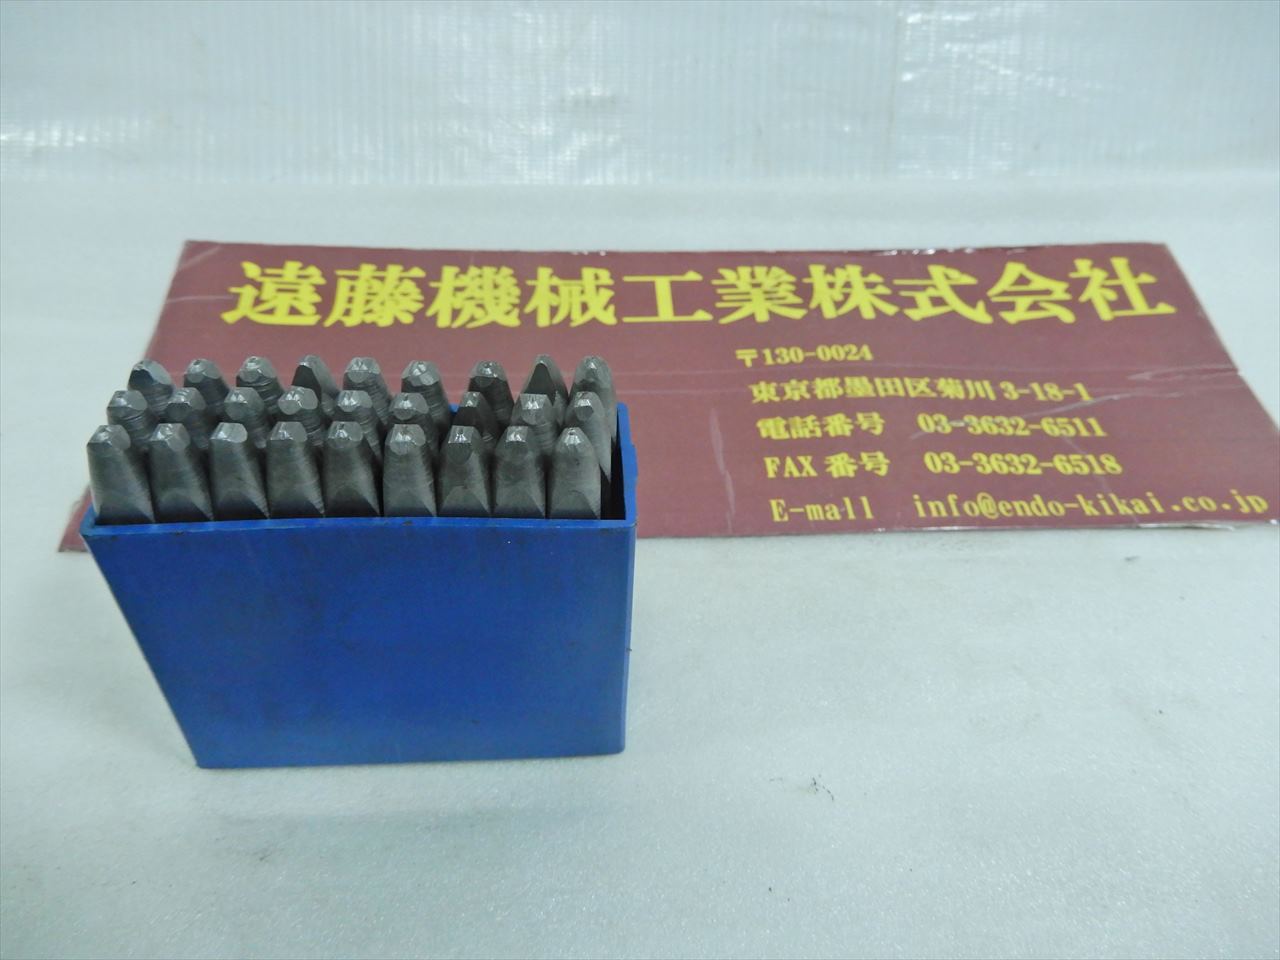 遠藤機械工業株式会社
〒130-0024
東京都墨田区菊川3-18-1
電話番号 03-3632-6511
FAX番号 03-3632-6518
E-mail info@endo-kikai.co.jp